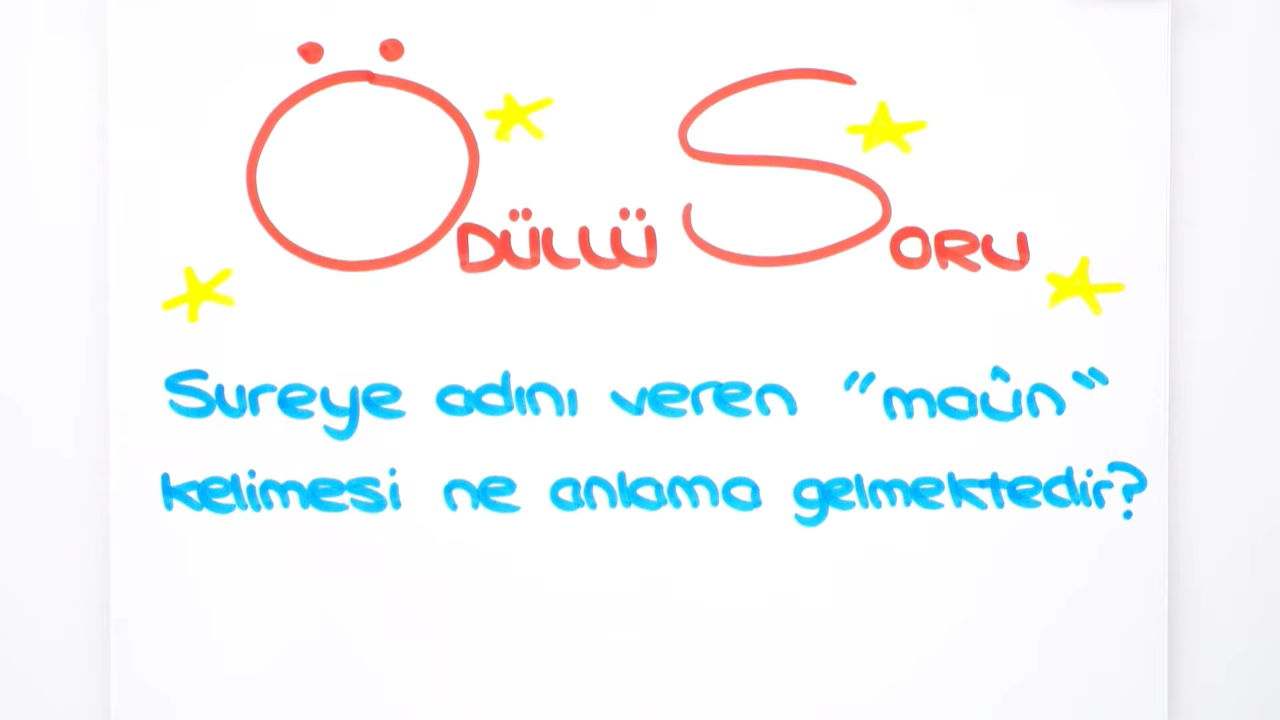 ÖDÜLLÜ SORU
Sureye adını veren "maûn"
kelimesi ne anlama gelmektedir?